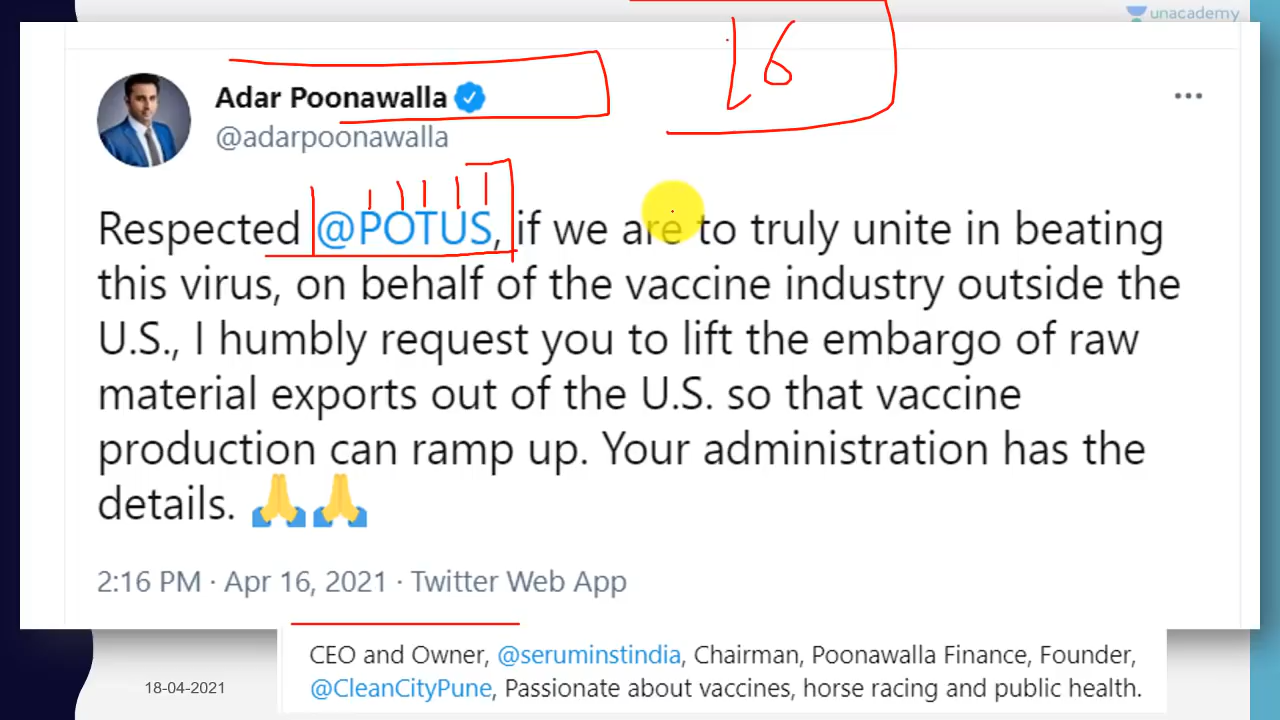 unacademy
16
Adar Poonawalla
@adarpoonawalla
Respected @POTUS, if we are to truly unite in beating
this virus, on behalf of the vaccine industry outside the
U.S., I humbly request you to lift the embargo of raw
material exports out of the U.S. so that vaccine
production can ramp up. Your administration has the
details. 🙏🙏
2:16 PM · Apr 16, 2021 · Twitter Web App
CEO and Owner, @seruminstindia, Chairman, Poonawalla Finance, Founder,
@CleanCityPune, Passionate about vaccines, horse racing and public health.
18-04-2021